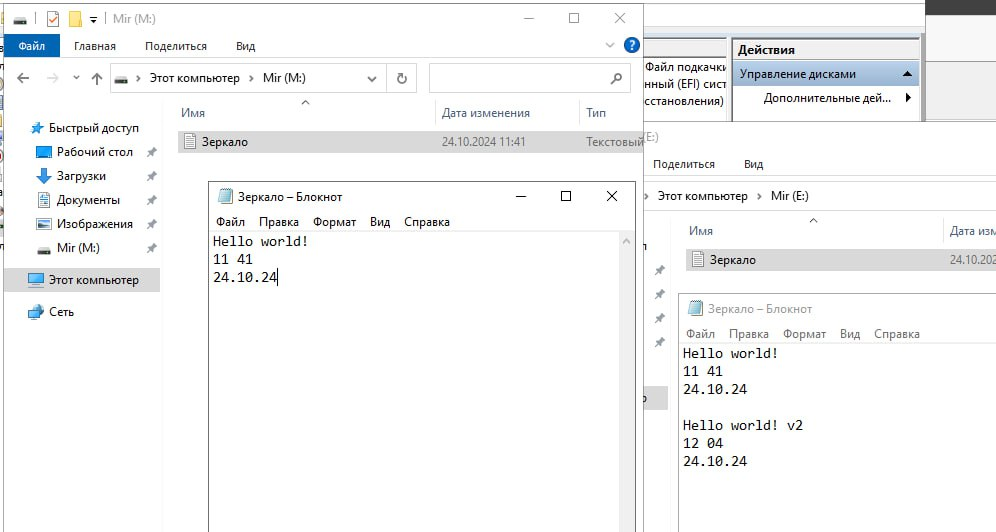 Mir (M:)
Файл Главная Поделиться Вид
Этот компьютер Mir (M:)
Имя Дата изменения Тип
Зеркало 24.10.2024 11:41 Текстовый
Быстрый доступ
Рабочий стол
Загрузки
Документы
Изображения
Mir (M:)
Этот компьютер
Сеть
Зеркало – Блокнот
Файл Правка Формат Вид Справка
Hello world!
11 41
24.10.24
Файл подкачки
нный (EFI) сист
сстановления)
Действия
Управление дисками
Дополнительные дей...
(E:)
Поделиться Вид
Этот компьютер Mir (E:)
Имя Дата изм
Зеркало 24.10.202
Зеркало – Блокнот
Файл Правка Формат Вид Справка
Hello world!
11 41
24.10.24
Hello world! v2
12 04
24.10.24